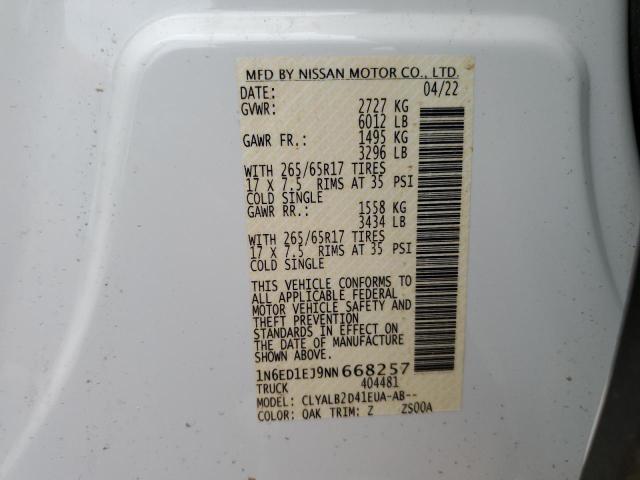 MFD BY NISSAN MOTOR CO., LTD.
DATE: 04/22
GVWR: 2727 KG
6012 LB
GAWR FR.: 1495 KG
3296 LB
WITH 265/65R17 TIRES
17 X 7.5 RIMS AT 35 PSI
COLD SINGLE
GAWR RR.: 1558 KG
3434 LB
WITH 265/65R17 TIRES
17 X 7.5 RIMS AT 35 PSI
COLD SINGLE
THIS VEHICLE CONFORMS TO
ALL APPLICABLE FEDERAL
MOTOR VEHICLE SAFETY AND
THEFT PREVENTION
STANDARDS IN EFFECT ON
THE DATE OF MANUFACTURE
SHOWN ABOVE.
1N6ED1EJ9NN668257
TRUCK 404481
MODEL: CLYALB2D41EUA-AB--
COLOR: QAK TRIM: Z ZS00A